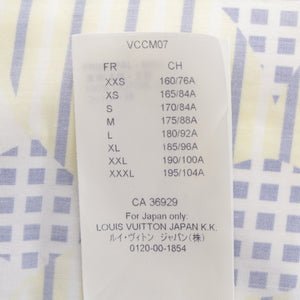 VCCM07
FR CH
XXS 160/76A
XS 165/84A
S 170/84A
M 175/88A
L 180/92A
XL 185/96A
XXL 190/100A
XXXL 195/104A
CA 36929
For Japan only:
LOUIS VUITTON JAPAN K.K.
ルイ・ヴィトン ジャパン(株)
0120-00-1854